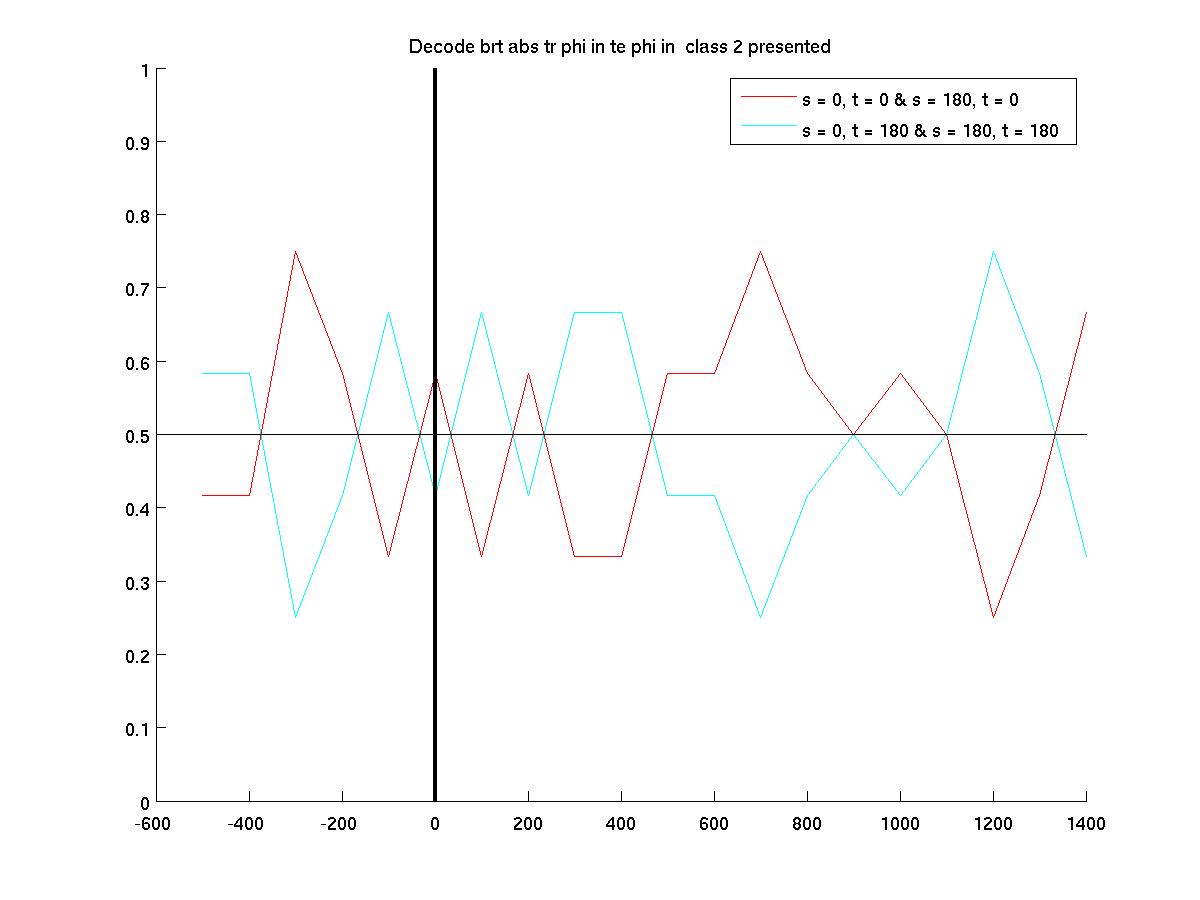 Decode brt abs tr phi in te phi in  class 2 presented
s = 0, t = 0 & s = 180, t = 0
s = 0, t = 180 & s = 180, t = 180
1
0.9
0.8
0.7
0.6
0.5
0.4
0.3
0.2
0.1
0
-600 -400 -200 0 200 400 600 800 1000 1200 1400